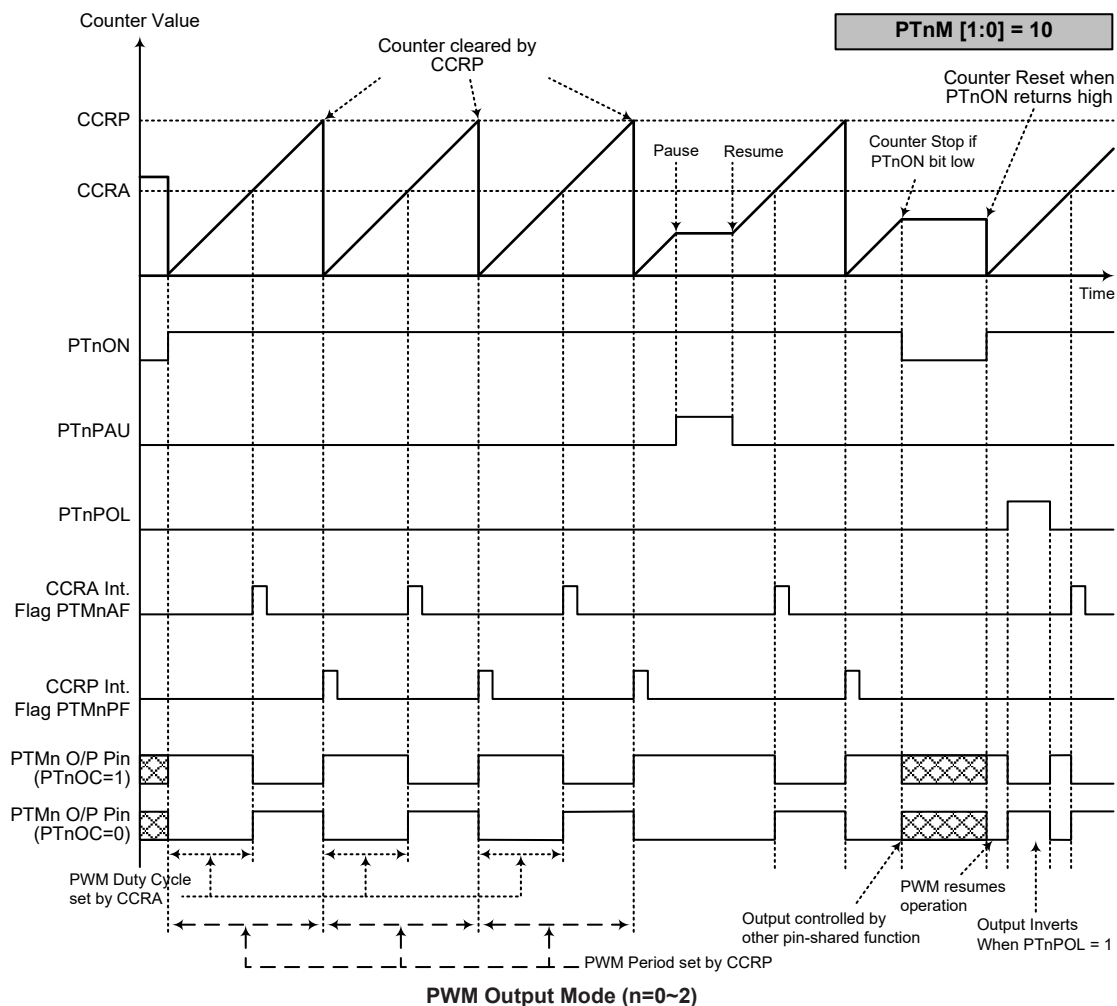 Counter Value
PTnM [1:0] = 10
Counter cleared by
CCRP
Counter Reset when
PTnON returns high
CCRP
Pause
Resume
Counter Stop if
PTnON bit low
CCRA
Time
PTnON
PTnPAU
PTnPOL
CCRA Int.
Flag PTMnAF
CCRP Int.
Flag PTMnPF
PTMn O/P Pin
(PTnOC=1)
PTMn O/P Pin
(PTnOC=0)
PWM Duty Cycle
set by CCRA
PWM resumes
operation
Output controlled by
other pin-shared function
Output Inverts
When PTnPOL = 1
PWM Period set by CCRP
PWM Output Mode (n=0~2)